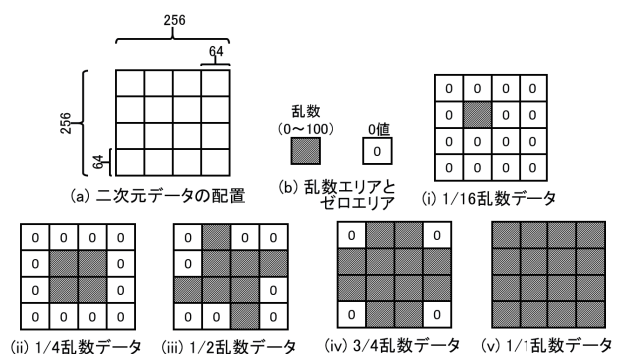 256
64
256
64
(a) 二次元データの配置
乱数
(0～100)
0値
0
(b) 乱数エリアと
ゼロエリア
0 0 0 0
0 0 0
0 0 0 0
0 0 0 0
(i) 1/16乱数データ
0 0 0 0
0 0
0 0
0 0 0 0
(ii) 1/4乱数データ
0 0 0
0
0
0 0 0
(iii) 1/2乱数データ
0 0
0 0
(iv) 3/4乱数データ
(v) 1/1乱数データ